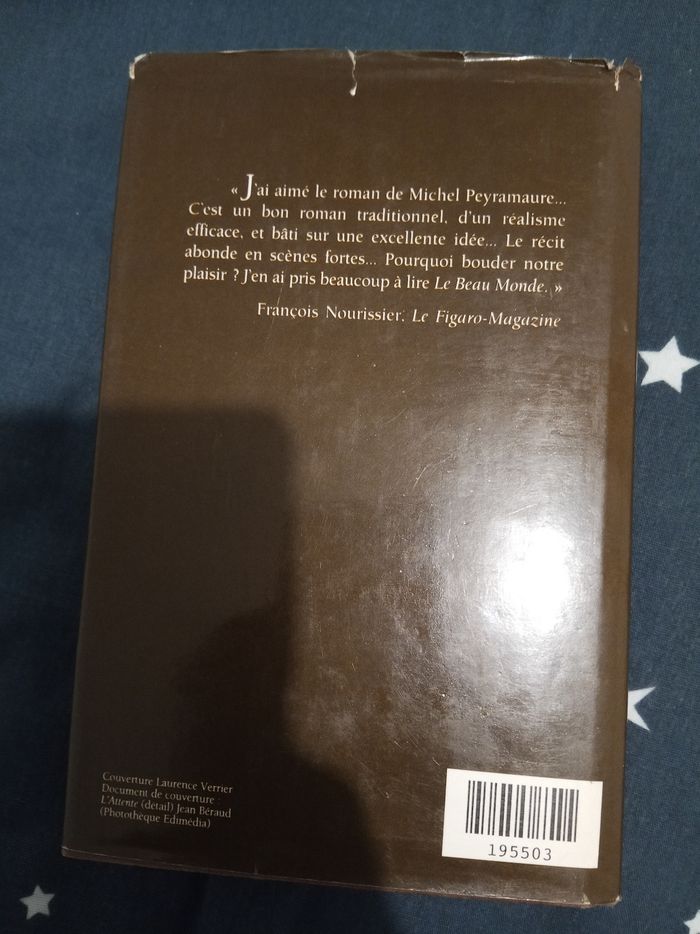 « J'ai aimé le roman de Michel Peyramaure...
C'est un bon roman traditionnel, d'un réalisme
efficace, et bâti sur une excellente idée... Le récit
abonde en scènes fortes... Pourquoi bouder notre
plaisir ? J'en ai pris beaucoup à lire Le Beau Monde. »
François Nourissier, Le Figaro-Magazine
Couverture Laurence Verrier
Document de couverture :
L'Attente (détail) Jean Béraud
(Photothèque Edimédia)
195503